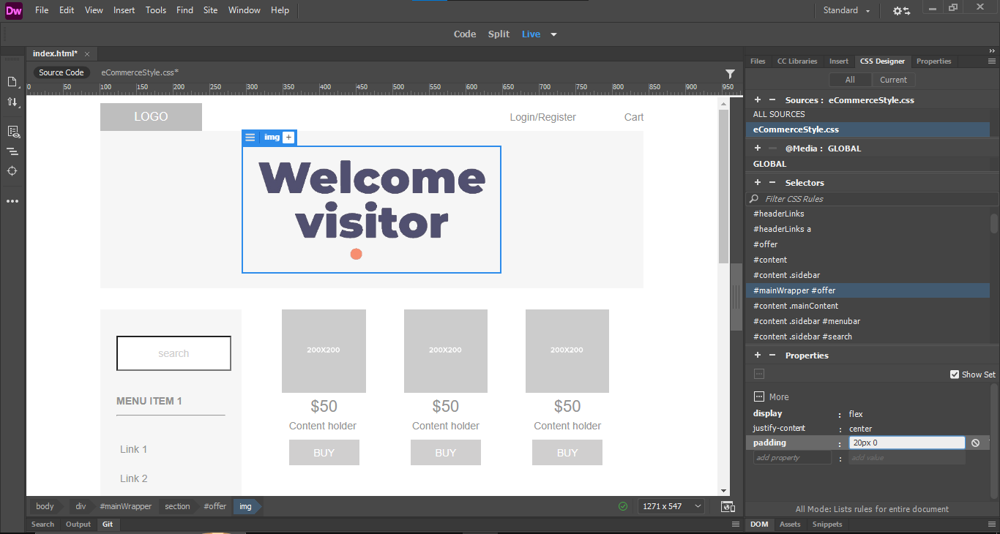 Dw File Edit View Insert Tools Find Site Window Help Standard
Code Split Live
index.html*
Files CC Libraries Insert CSS Designer Properties
Source Code eCommerceStyle.css*
All Current
0 50 100 150 200 250 300 350 400 450 500 550 600 650 700 750 800 850 900 950
Sources : eCommerceStyle.css
ALL SOURCES
eCommerceStyle.css
@Media : GLOBAL
GLOBAL
Selectors
Filter CSS Rules
#headerLinks
#headerLinks a
#offer
#content
#content .sidebar
#mainWrapper #offer
#content .mainContent
#content .sidebar #menubar
#content .sidebar #search
Properties
Show Set
More
display : flex
justify-content : center
padding : 20px 0
add property : add value
All Mode: Lists rules for entire document
DOM Assets Snippets
LOGO Login/Register Cart
img +
Welcome
visitor
200X200 200X200 200X200
search
$50 $50 $50
MENU ITEM 1
Content holder Content holder Content holder
Link 1 BUY BUY BUY
Link 2
body div #mainWrapper section #offer img 1271 x 547
Search Output Git